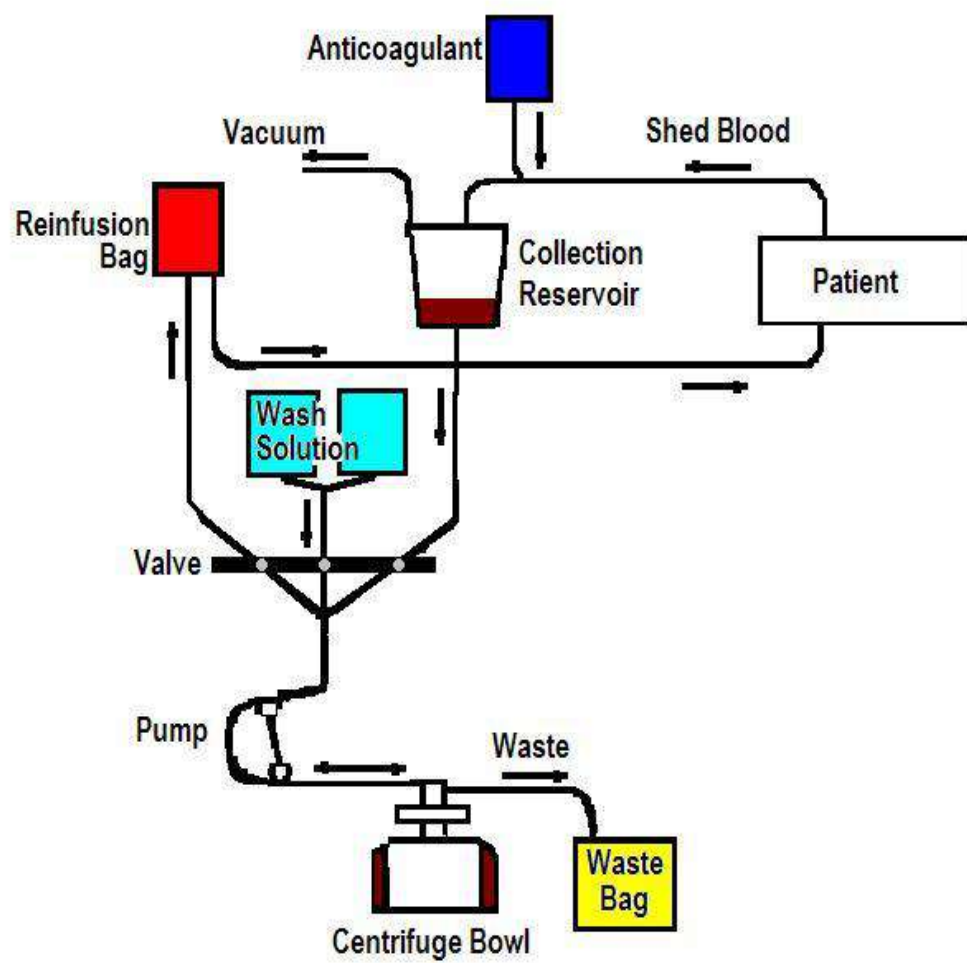 Anticoagulant
Vacuum
Shed Blood
Reinfusion
Bag
Collection
Reservoir
Patient
Wash
Solution
Valve
Pump
Waste
Waste
Bag
Centrifuge Bowl